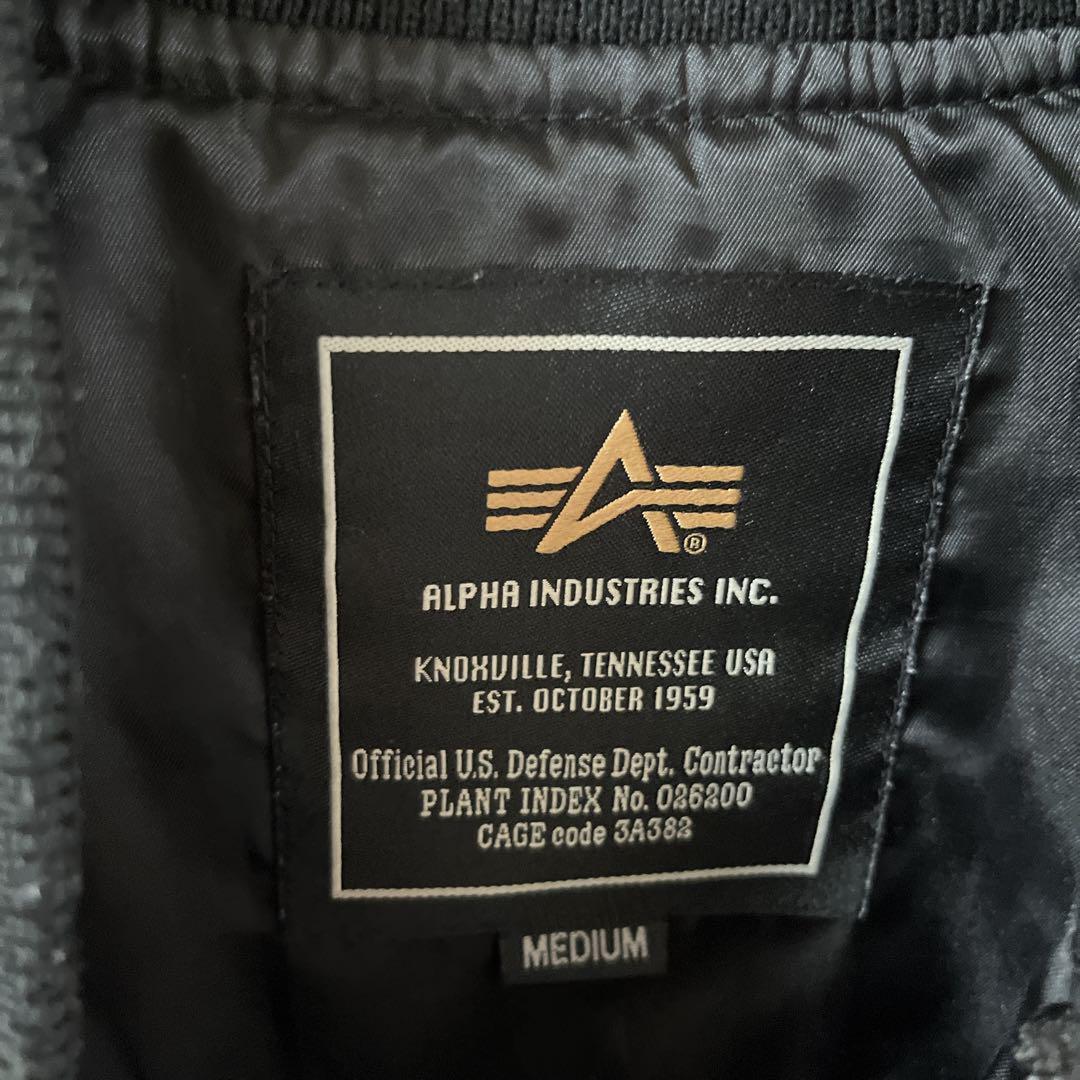 ®
ALPHA INDUSTRIES INC.
KNOXVILLE, TENNESSEE USA
EST. OCTOBER 1959
Official U.S. Defense Dept. Contractor
PLANT INDEX No. 026200
CAGE code 3A382
MEDIUM